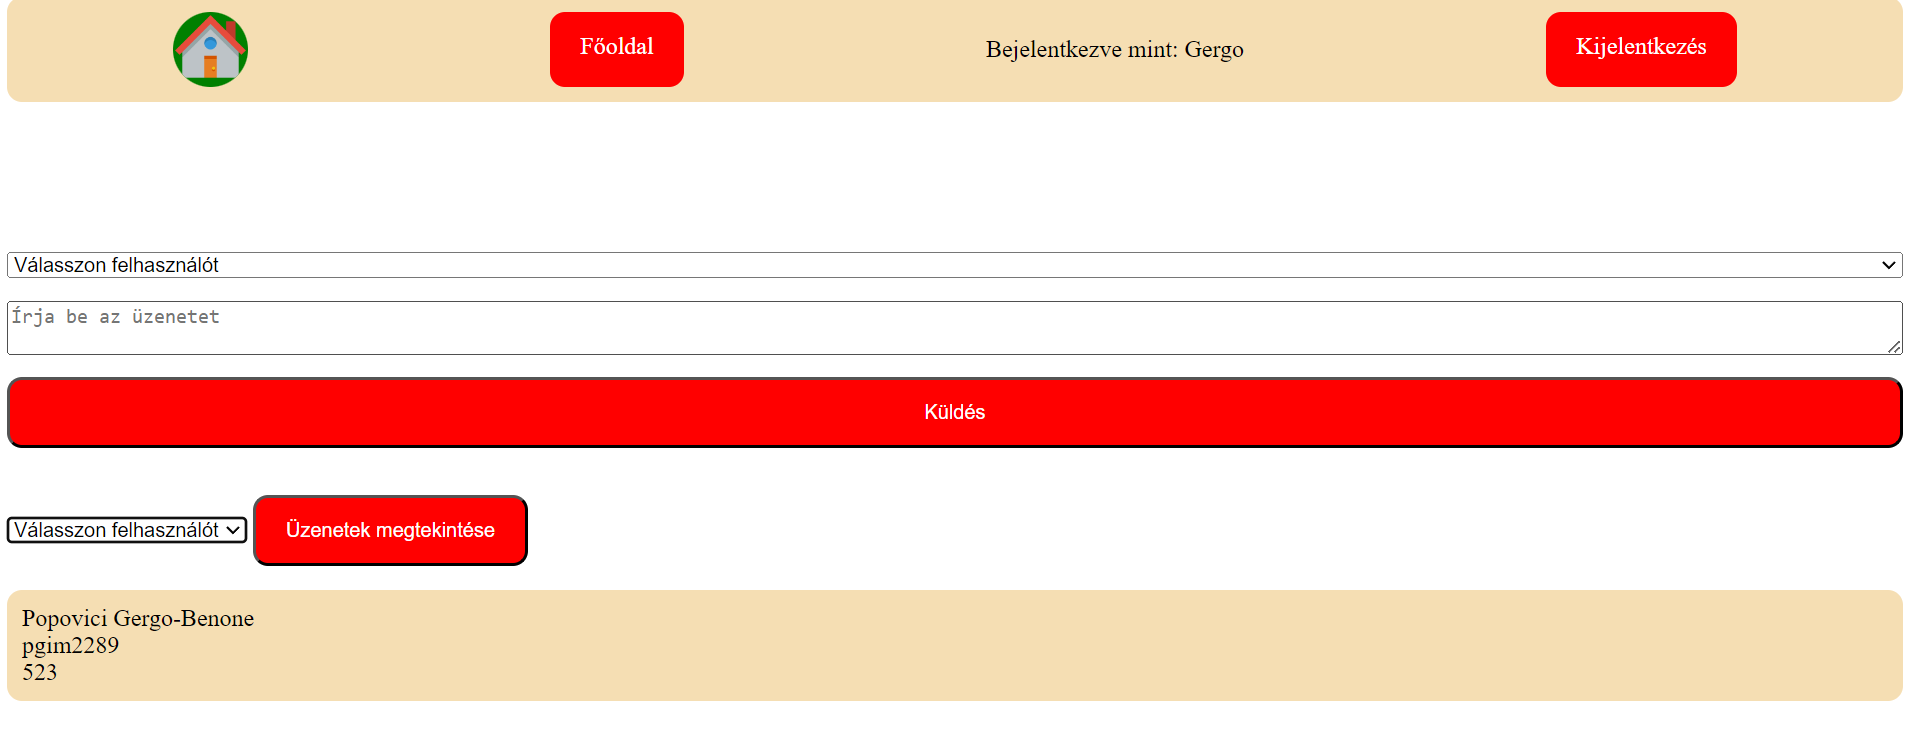 Főoldal
Bejelentkezve mint: Gergo
Kijelentkezés
Válasszon felhasználót
Írja be az üzenetet
Küldés
Válasszon felhasználót
Üzenetek megtekintése
Popovici Gergo-Benone
pgim2289
523